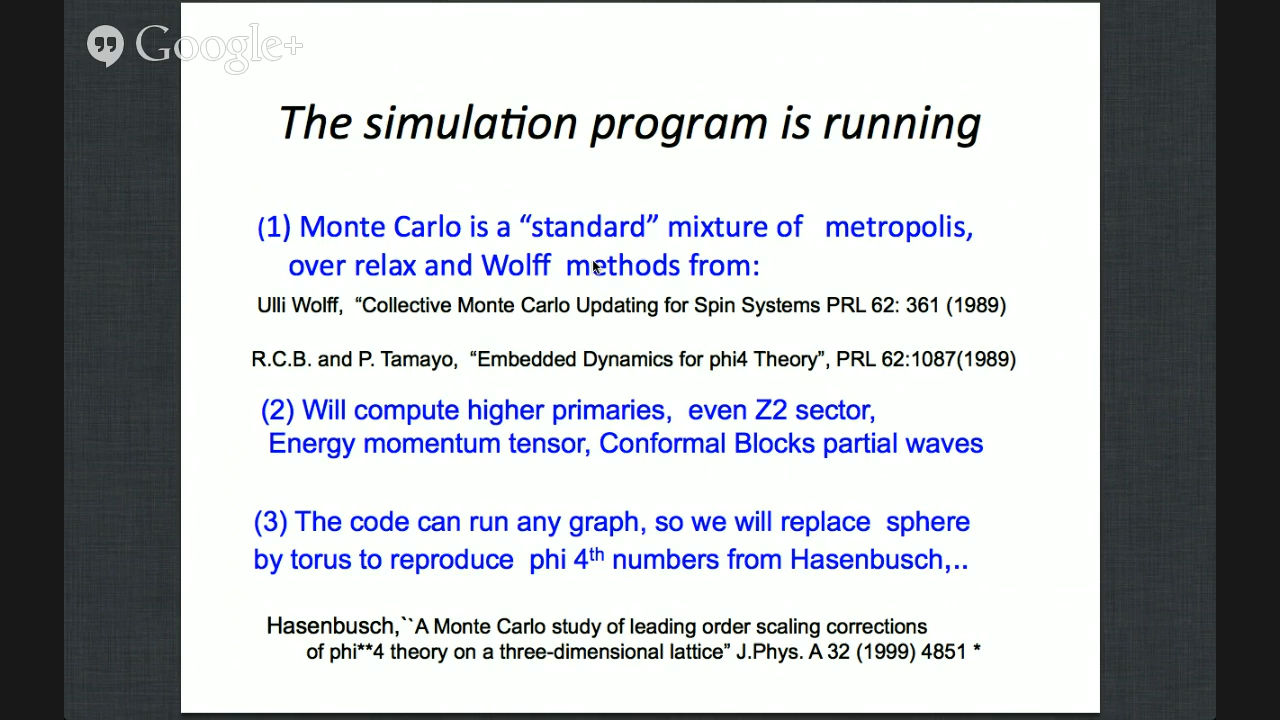 Google+
The simulation program is running
(1) Monte Carlo is a “standard” mixture of metropolis,
over relax and Wolff methods from:
Ulli Wolff, “Collective Monte Carlo Updating for Spin Systems PRL 62: 361 (1989)
R.C.B. and P. Tamayo, “Embedded Dynamics for phi4 Theory”, PRL 62:1087(1989)
(2) Will compute higher primaries, even Z2 sector,
Energy momentum tensor, Conformal Blocks partial waves
(3) The code can run any graph, so we will replace sphere
by torus to reproduce phi 4th numbers from Hasenbusch,..
Hasenbusch,``A Monte Carlo study of leading order scaling corrections
of phi**4 theory on a three-dimensional lattice” J.Phys. A 32 (1999) 4851 *